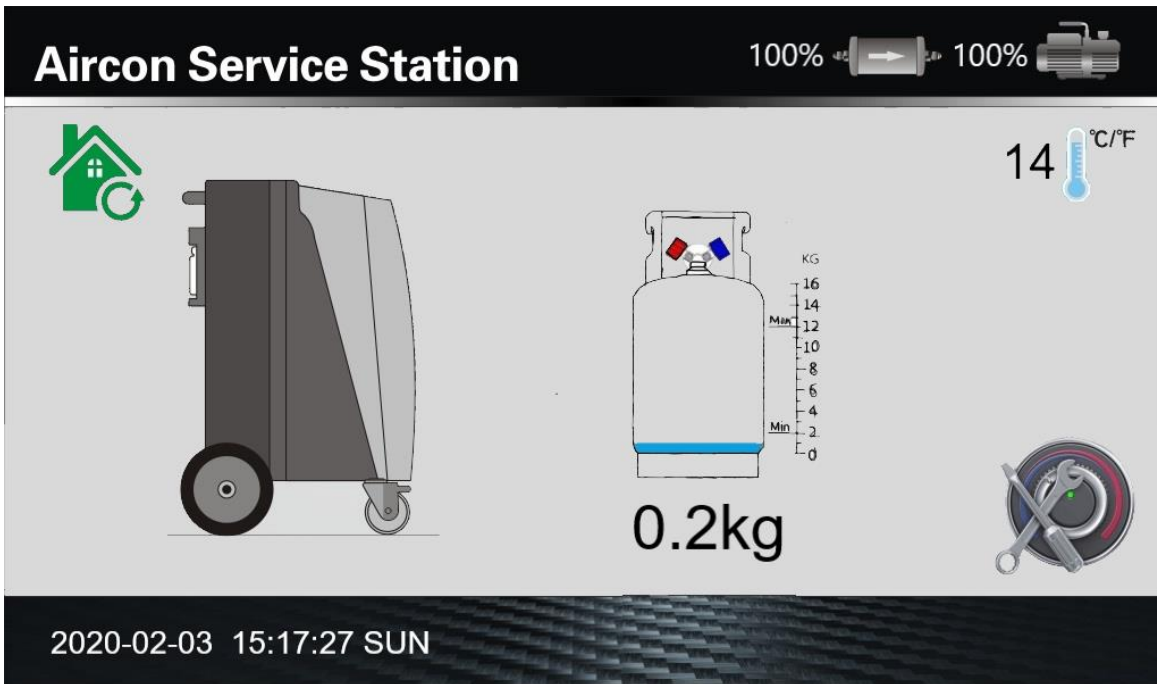 Aircon Service Station
100% 100%
14 °C/°F
KG
16
14
Max 12
10
8
6
4
Min 2
0
0.2kg
2020-02-03 15:17:27 SUN